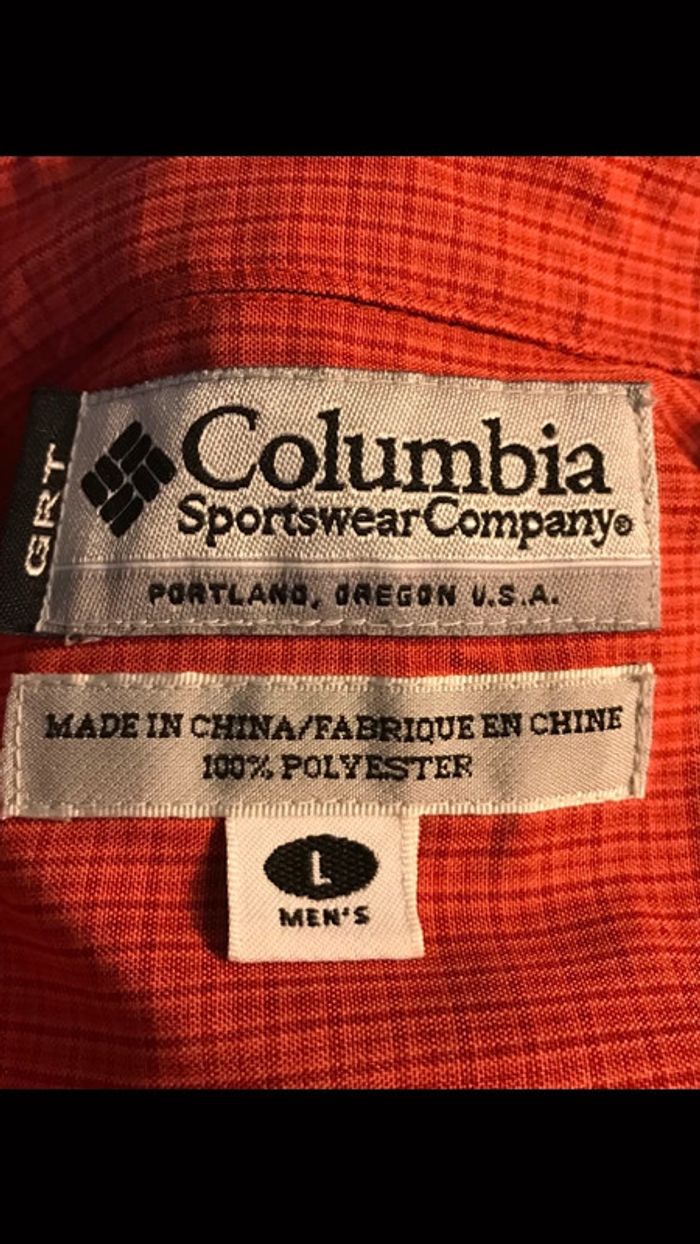 GRT
Columbia
Sportswear Company®
PORTLAND, OREGON U.S.A.
MADE IN CHINA/FABRIQUE EN CHINE
100% POLYESTER
L
MEN'S